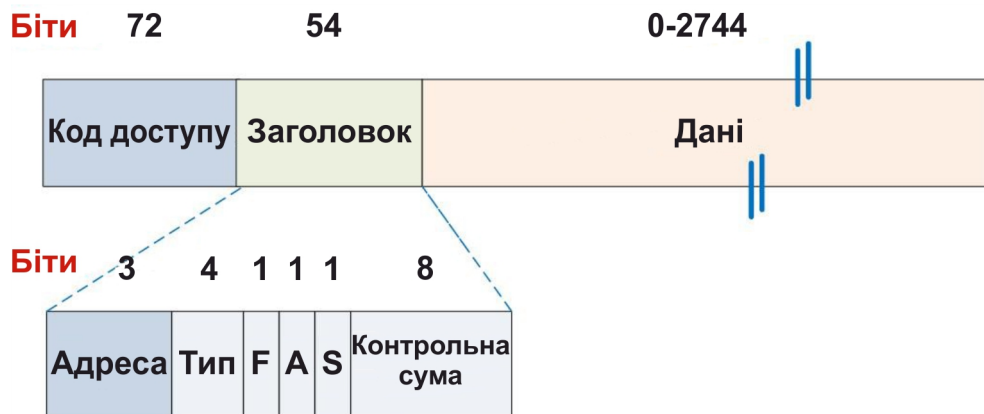 Біти 72 54 0-2744
Код доступу Заголовок Дані
Біти 3 4 1 1 1 8
Адреса Тип F A S Контрольна
сума